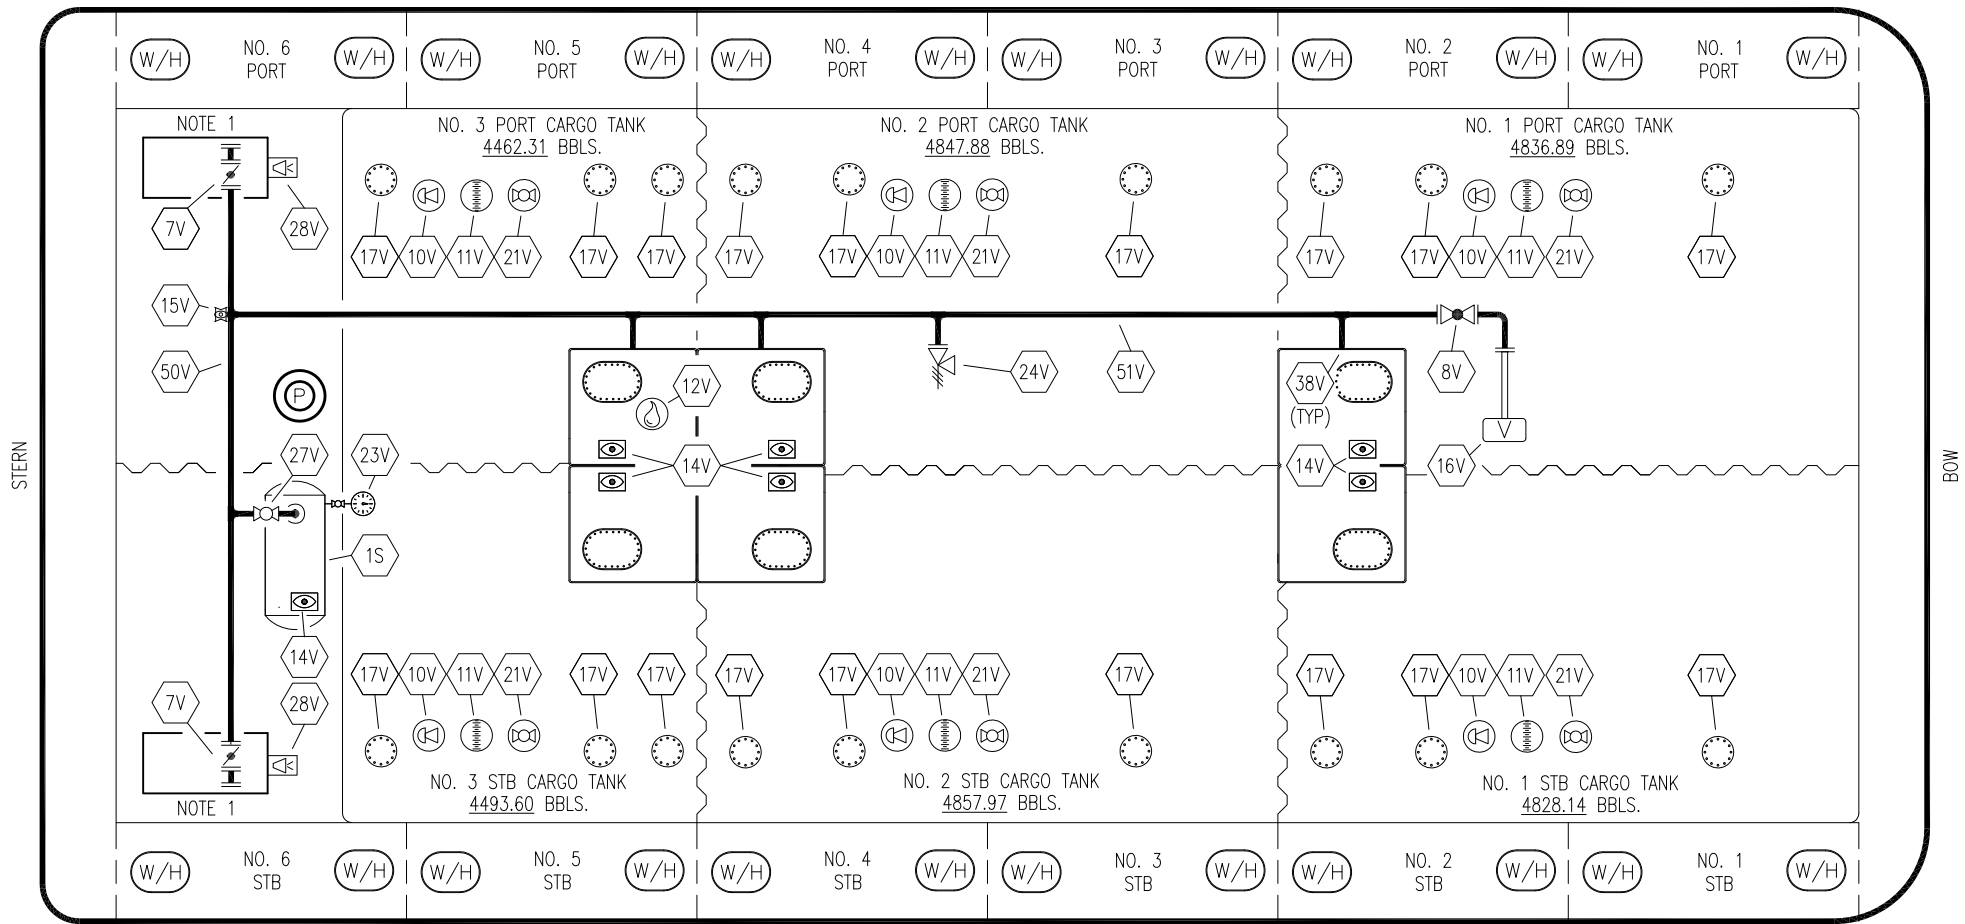 W/H
NO. 6
PORT
W/H
W/H
NO. 5
PORT
W/H
W/H
NO. 4
PORT
W/H
W/H
NO. 3
PORT
W/H
W/H
NO. 2
PORT
W/H
W/H
NO. 1
PORT
W/H
NOTE 1
NO. 3 PORT CARGO TANK
4462.31 BBLS.
NO. 2 PORT CARGO TANK
4847.88 BBLS.
NO. 1 PORT CARGO TANK
4836.89 BBLS.
7V
28V
17V
10V
11V
21V
17V
17V
17V
17V
10V
11V
21V
17V
17V
17V
10V
11V
21V
17V
15V
50V
P
12V
24V
51V
38V
(TYP)
8V
V
STERN
BOW
27V
23V
14V
14V
16V
1S
14V
7V
28V
17V
10V
11V
21V
17V
17V
17V
17V
10V
11V
21V
17V
17V
17V
10V
11V
21V
17V
NOTE 1
NO. 3 STB CARGO TANK
4493.60 BBLS.
NO. 2 STB CARGO TANK
4857.97 BBLS.
NO. 1 STB CARGO TANK
4828.14 BBLS.
W/H
NO. 6
STB
W/H
W/H
NO. 5
STB
W/H
W/H
NO. 4
STB
W/H
W/H
NO. 3
STB
W/H
W/H
NO. 2
STB
W/H
W/H
NO. 1
STB
W/H